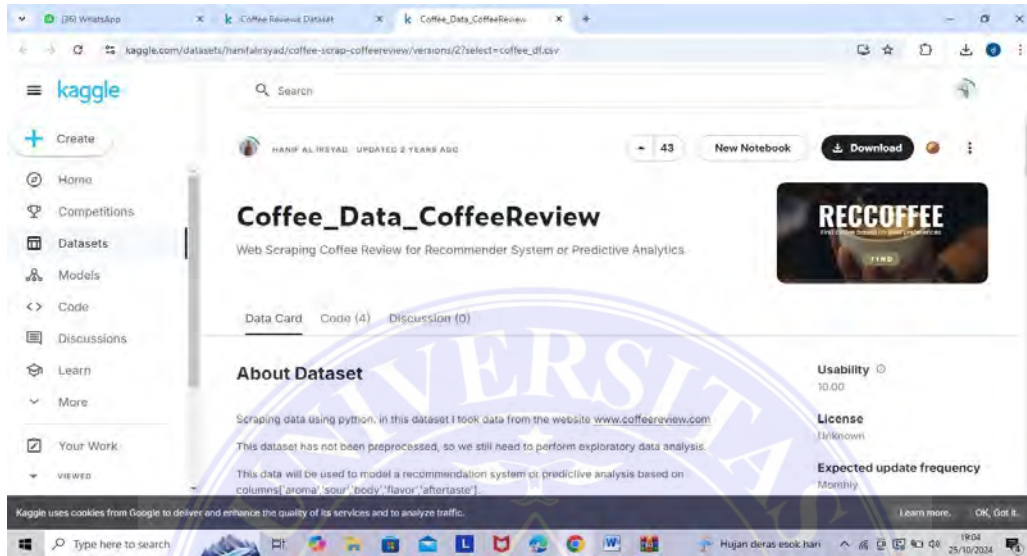 (36) WhatsApp
Coffee Reviews Dataset
Coffee_Data_CoffeeReview
kaggle.com/datasets/hanifalirsyad/coffee-scrap-coffeereview/versions/2?select=coffee_df.csv
kaggle
Search
Create
HANIF AL IRSYAD · UPDATED 2 YEARS AGO
43
New Notebook
Download
Home
Competitions
Datasets
Models
Code
Discussions
Learn
More
Your Work
VIEWED
Coffee_Data_CoffeeReview
Web Scraping Coffee Review for Recommender System or Predictive Analytics
RECCOFFEE
Find coffee based on your preferences
FIND
Data Card
Code (4)
Discussion (0)
About Dataset
Scraping data using python, in this dataset I took data from the website www.coffeereview.com
This dataset has not been preprocessed, so we still need to perform exploratory data analysis.
This data will be used to model a recommendation system or predictive analysis based on
columns['aroma','sour','body','flavor','aftertaste'].
Usability
10.00
License
Unknown
Expected update frequency
Monthly
VERSITA
Kaggle uses cookies from Google to deliver and enhance the quality of its services and to analyze traffic.
Learn more.
OK, Got it.
Type here to search
Hujan deras esok hari
19:04
25/10/2024